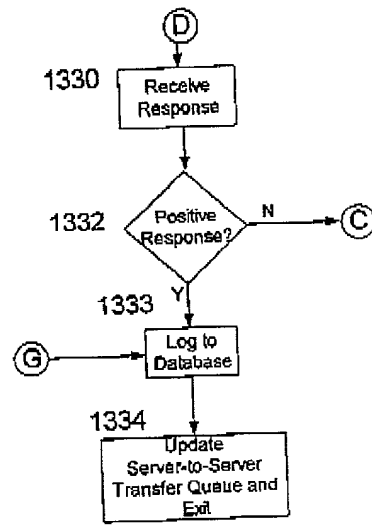 D
1330
Receive
Response
1332
Positive
Response?
N
C
Y
1333
Log to
Database
G
1334
Update
Server-to-Server
Transfer Queue and
Exit